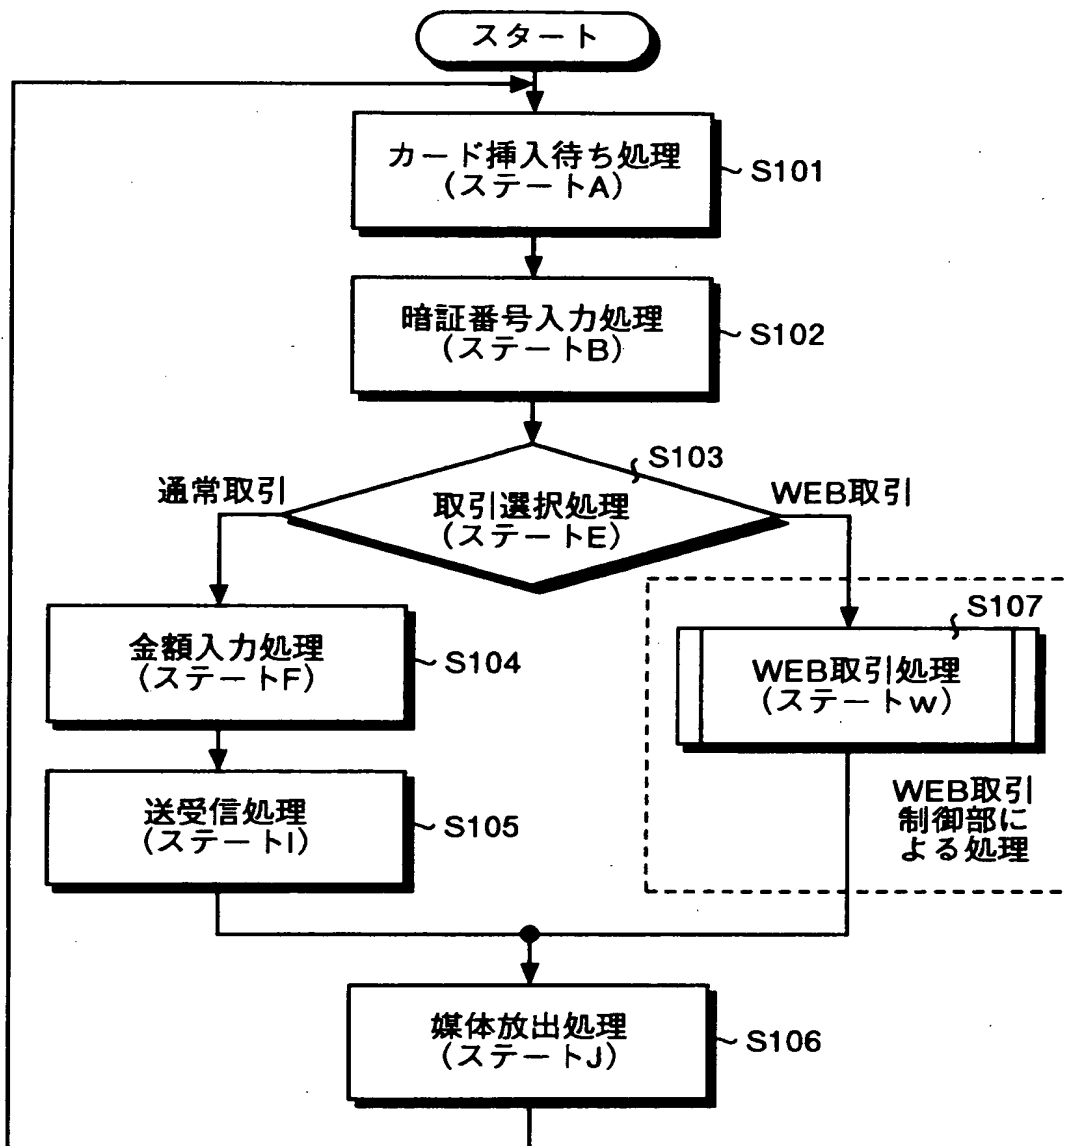 スタート
カード挿入待ち処理
(ステートA)
S101
暗証番号入力処理
(ステートB)
S102
S103
通常取引
取引選択処理
(ステートE)
WEB取引
金額入力処理
(ステートF)
S104
S107
WEB取引処理
(ステートw)
送受信処理
(ステートI)
S105
WEB取引
制御部に
よる処理
媒体放出処理
(ステートJ)
S106